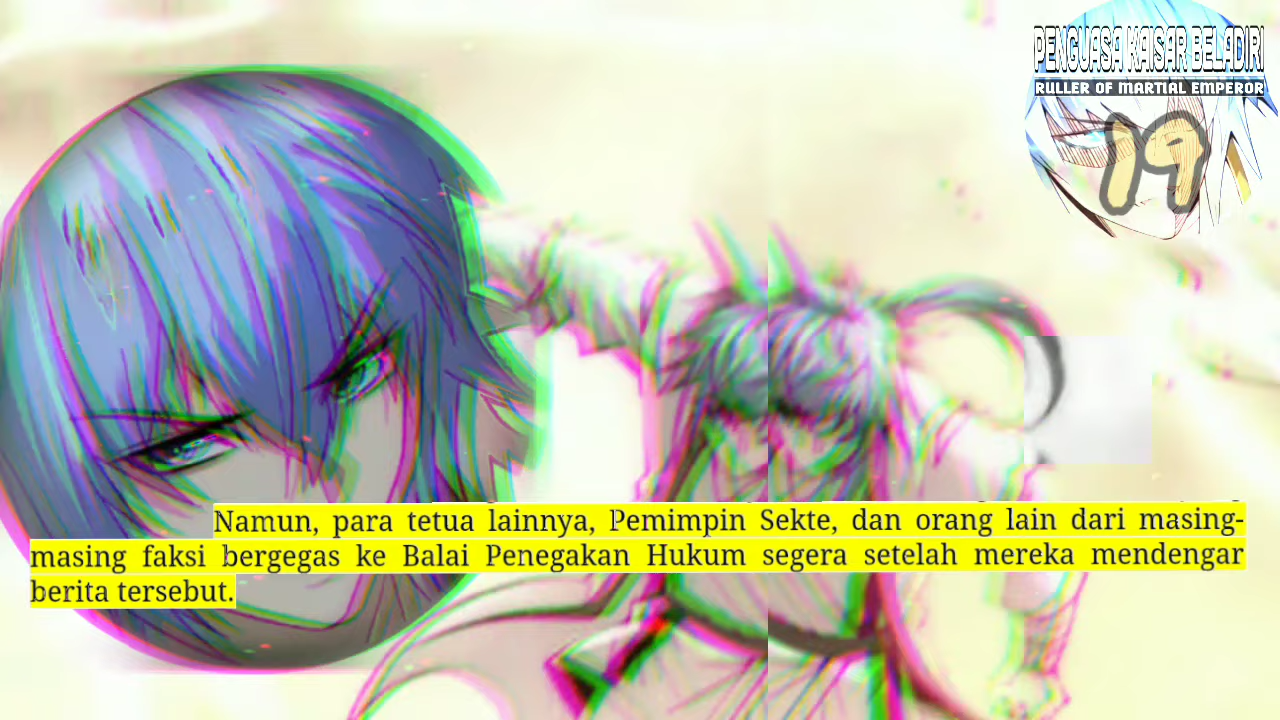 PENGUASA KAISAR BELADIRI
RULLER OF MARTIAL EMPEROR
19
Namun, para tetua lainnya, Pemimpin Sekte, dan orang lain dari masing-
masing faksi bergegas ke Balai Penegakan Hukum segera setelah mereka mendengar
berita tersebut.